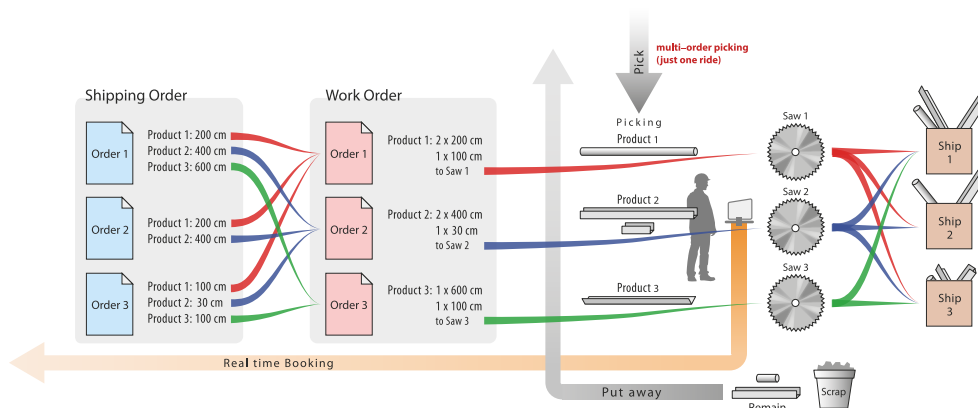 Shipping Order
Order 1
Product 1: 200 cm
Product 2: 400 cm
Product 3: 600 cm
Order 2
Product 1: 200 cm
Product 2: 400 cm
Order 3
Product 1: 100 cm
Product 2: 30 cm
Product 3: 100 cm
Work Order
Order 1
Product 1: 2 x 200 cm
1 x 100 cm
to Saw 1
Order 2
Product 2: 2 x 400 cm
1 x 30 cm
to Saw 2
Order 3
Product 3: 1 x 600 cm
1 x 100 cm
to Saw 3
Pick
multi-order picking
(just one ride)
Picking
Product 1
Product 2
Product 3
Saw 1
Saw 2
Saw 3
Ship
1
Ship
2
Ship
3
Real time Booking
Put away
Remain
Scrap